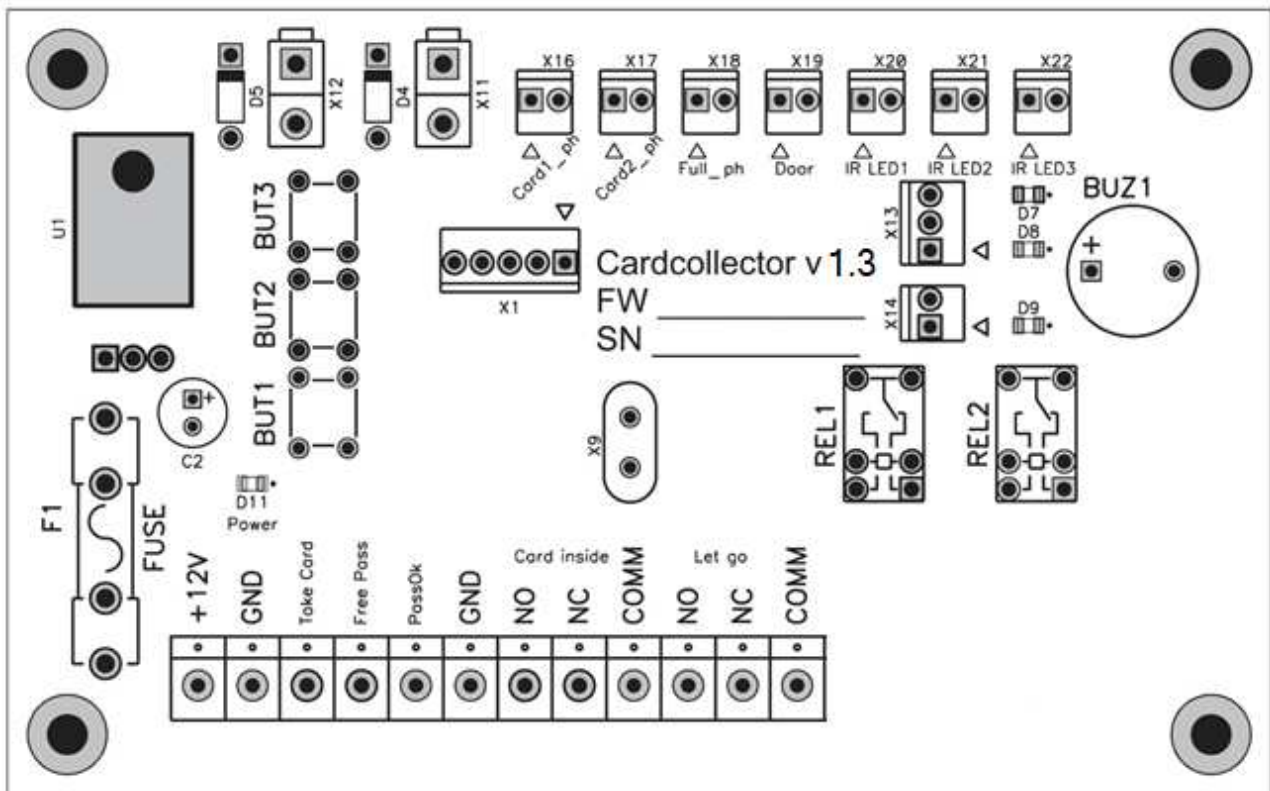 X16 X17 X18 X19 X20 X21 X22
D5 X12 D4 X11
Card1_ph Card2_ph Full_ph Door IR LED1 IR LED2 IR LED3
U1
BUT3
X13
D7
BUZ1
D8
+
BUT2
X1
Cardcollector v 1.3
FW
X14
D9
SN
BUT1
+
C2
X9
REL1
REL2
D11
Power
F1
FUSE
Card inside Let go
+12V GND Take Card Free Pass PassOk GND NO NC COMM NO NC COMM